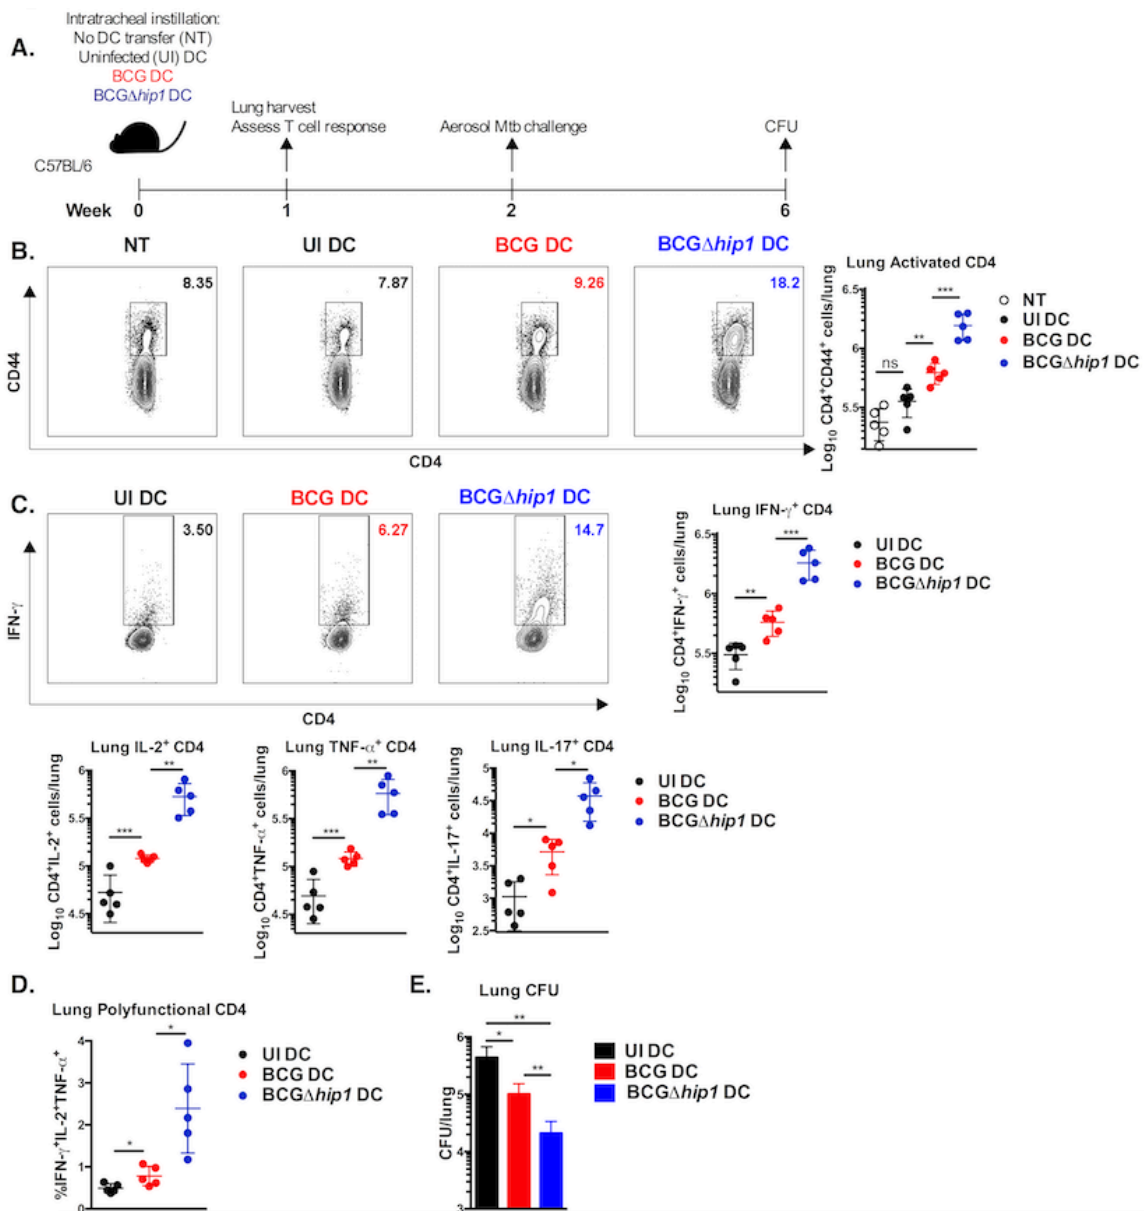 A.
Intratracheal instillation:
No DC transfer (NT)
Uninfected (UI) DC
BCG DC
BCGΔhip1 DC
C57BL/6
Lung harvest
Assess T cell response
Aerosol Mtb challenge
CFU
Week 0 1 2 6
B.
NT UI DC BCG DC BCGΔhip1 DC
8.35 7.87 9.26 18.2
CD44
CD4
Lung Activated CD4
Log10 CD4+CD44+ cells/lung
6.5
6
5.5
ns ** ***
NT
UI DC
BCG DC
BCGΔhip1 DC
C.
UI DC BCG DC BCGΔhip1 DC
3.50 6.27 14.7
IFN-γ
CD4
Lung IFN-γ+ CD4
Log10 CD4+IFN-γ+ cells/lung
6.5
6
5.5
** ***
UI DC
BCG DC
BCGΔhip1 DC
Lung IL-2+ CD4
Log10 CD4+IL-2+ cells/lung
6
5.5
5
4.5
*** **
Lung TNF-α+ CD4
Log10 CD4+TNF-α+ cells/lung
6
5.5
5
4.5
*** **
Lung IL-17+ CD4
Log10 CD4+IL-17+ cells/lung
5
4.5
3.5
3
2.5
* *
UI DC
BCG DC
BCGΔhip1 DC
D.
Lung Polyfunctional CD4
%IFN-γ+IL-2+TNF-α+
4
3
2
1
0
* *
UI DC
BCG DC
BCGΔhip1 DC
E.
Lung CFU
CFU/lung
6
5
4
3
**
*
**
UI DC
BCG DC
BCGΔhip1 DC